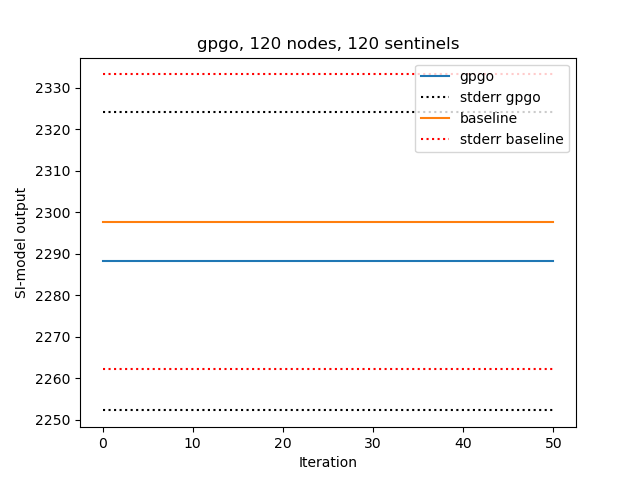 gpgo, 120 nodes, 120 sentinels
gpgo
stderr gpgo
baseline
stderr baseline
SI-model output
2330
2320
2310
2300
2290
2280
2270
2260
2250
0 10 20 30 40 50
Iteration